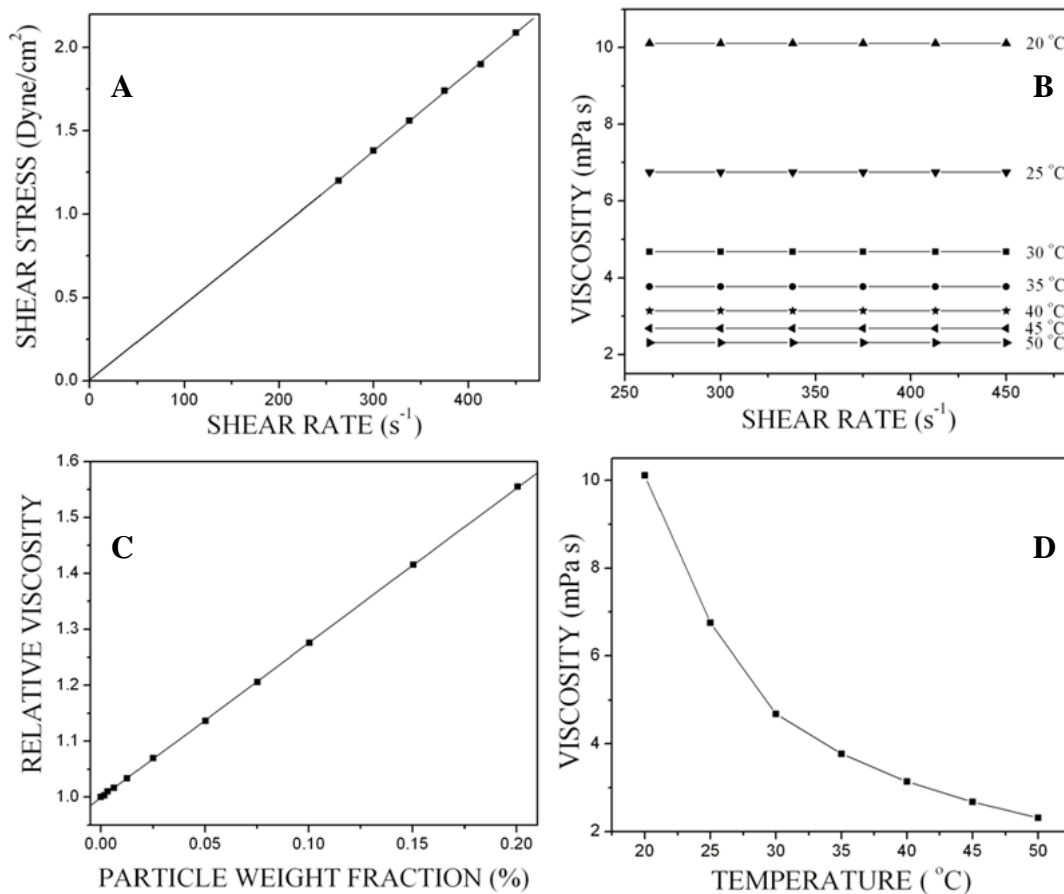 A
SHEAR STRESS (Dyne/cm²)
2.0
1.5
1.0
0.5
0.0
0 100 200 300 400
SHEAR RATE (s⁻¹)
B
VISCOSITY (mPa s)
10
8
6
4
2
20 °C
25 °C
30 °C
35 °C
40 °C
45 °C
50 °C
250 300 350 400 450
SHEAR RATE (s⁻¹)
C
RELATIVE VISCOSITY
1.6
1.5
1.4
1.3
1.2
1.1
1.0
0.00 0.05 0.10 0.15 0.20
PARTICLE WEIGHT FRACTION (%)
D
VISCOSITY (mPa s)
10
8
6
4
2
20 25 30 35 40 45 50
TEMPERATURE (°C)